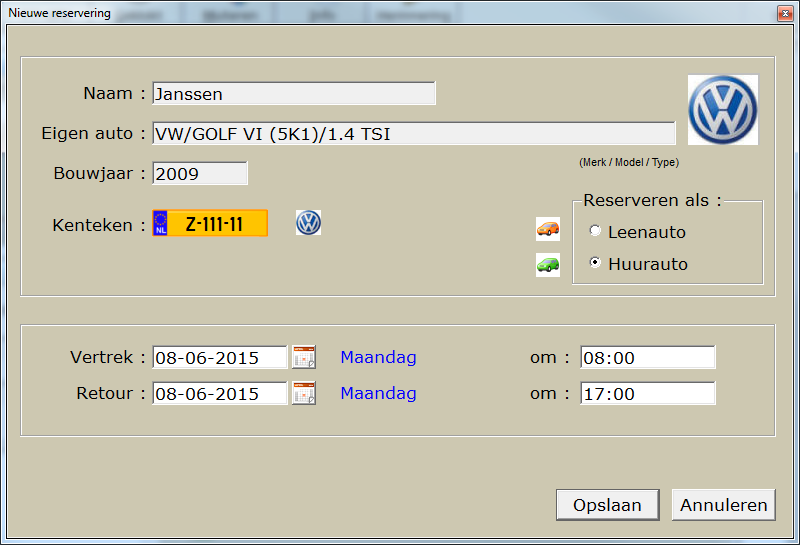 Nieuwe reservering
Naam : Janssen
Eigen auto : VW/GOLF VI (5K1)/1.4 TSI
(Merk / Model / Type)
Bouwjaar : 2009
Reserveren als :
Kenteken : NL Z-111-11
Leenauto
Huurauto
Vertrek : 08-06-2015 Maandag om : 08:00
Retour : 08-06-2015 Maandag om : 17:00
Opslaan Annuleren